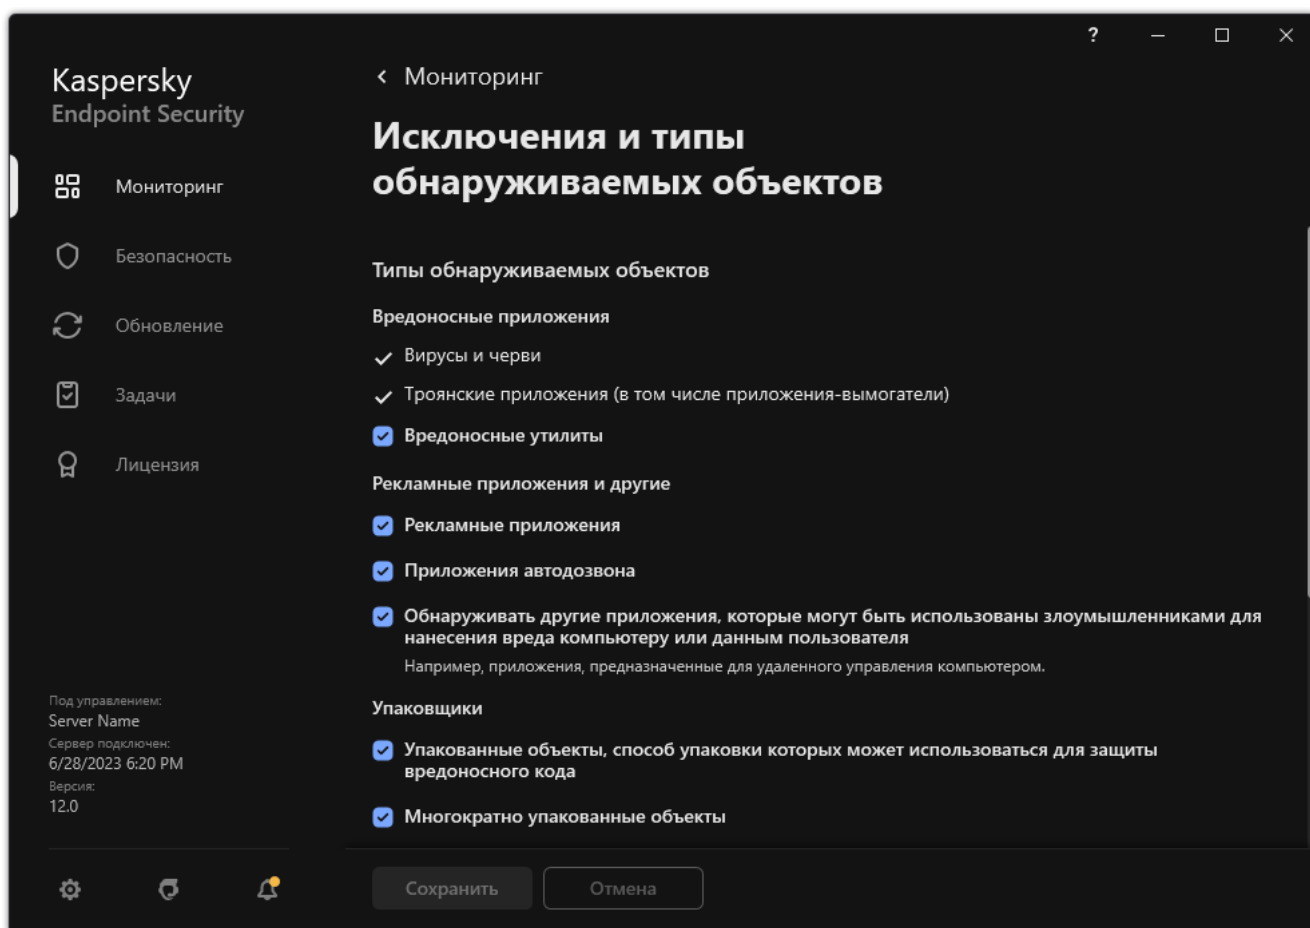 ?
Kaspersky
Endpoint Security
Мониторинг
Безопасность
Обновление
Задачи
Лицензия
Под управлением:
Server Name
Сервер подключен:
6/28/2023 6:20 PM
Версия:
12.0
Мониторинг
Исключения и типы
обнаруживаемых объектов
Типы обнаруживаемых объектов
Вредоносные приложения
Вирусы и черви
Троянские приложения (в том числе приложения-вымогатели)
Вредоносные утилиты
Рекламные приложения и другие
Рекламные приложения
Приложения автодозвона
Обнаруживать другие приложения, которые могут быть использованы злоумышленниками для
нанесения вреда компьютеру или данным пользователя
Например, приложения, предназначенные для удаленного управления компьютером.
Упаковщики
Упакованные объекты, способ упаковки которых может использоваться для защиты
вредоносного кода
Многократно упакованные объекты
Сохранить
Отмена